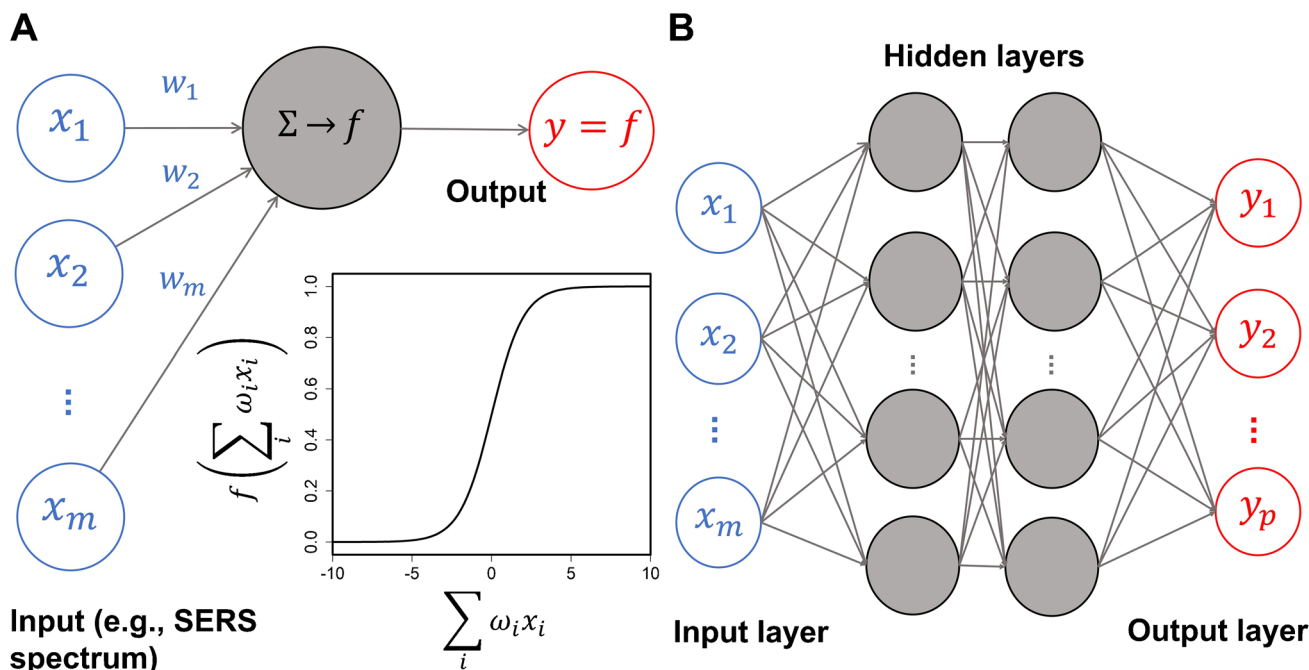 A
x₁
w₁
Σ → f
y = f
w₂
Output
x₂
wₘ
⋮
xₘ
Input (e.g., SERS
spectrum)
f(∑ᵢ ωᵢxᵢ)
1.0
0.8
0.6
0.4
0.2
0.0
-10 -5 0 5 10
∑ᵢ ωᵢxᵢ
B
Hidden layers
x₁
x₂
⋮
xₘ
...
...
y₁
y₂
⋮
yₚ
Input layer
Output layer